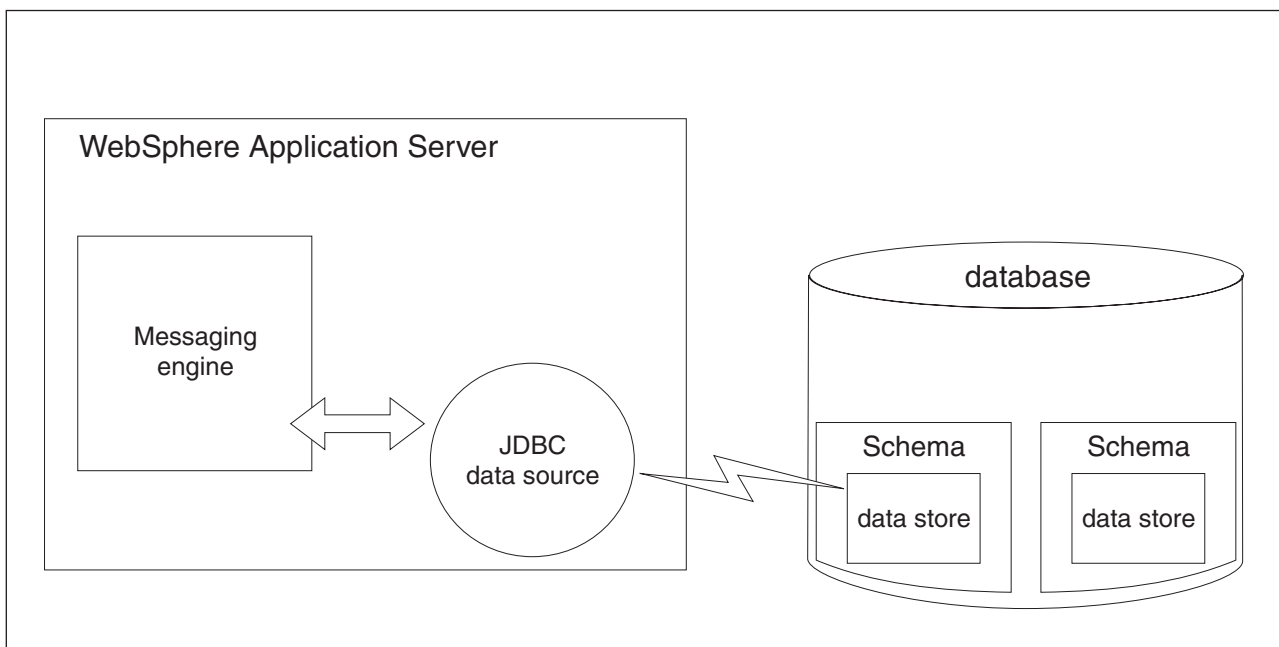 WebSphere Application Server
Messaging
engine
JDBC
data source
database
Schema
data store
Schema
data store